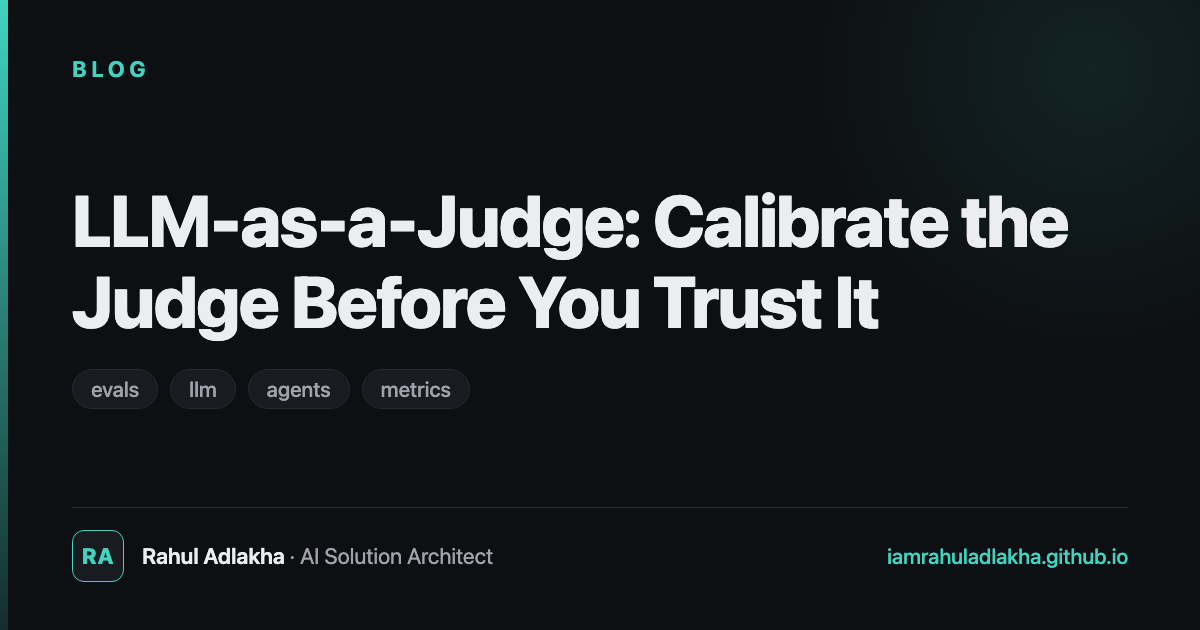 BLOG
LLM-as-a-Judge: Calibrate the
Judge Before You Trust It
evals llm agents metrics
RA Rahul Adlakha · AI Solution Architect iamrahuladlakha.github.io